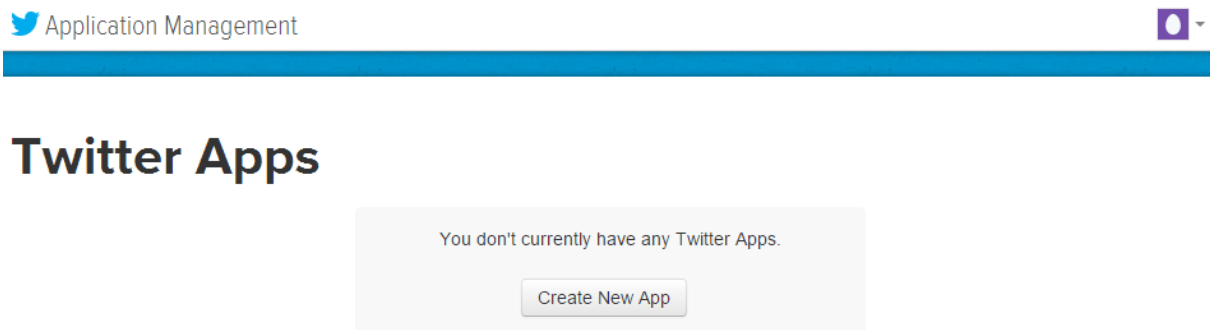 Application Management
Twitter Apps
You don't currently have any Twitter Apps.
Create New App